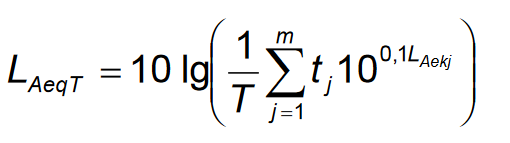 L_AeqT = 10 lg( 1/T ∑_{j=1}^{m} t_j 10^{0,1L_Aekj} )